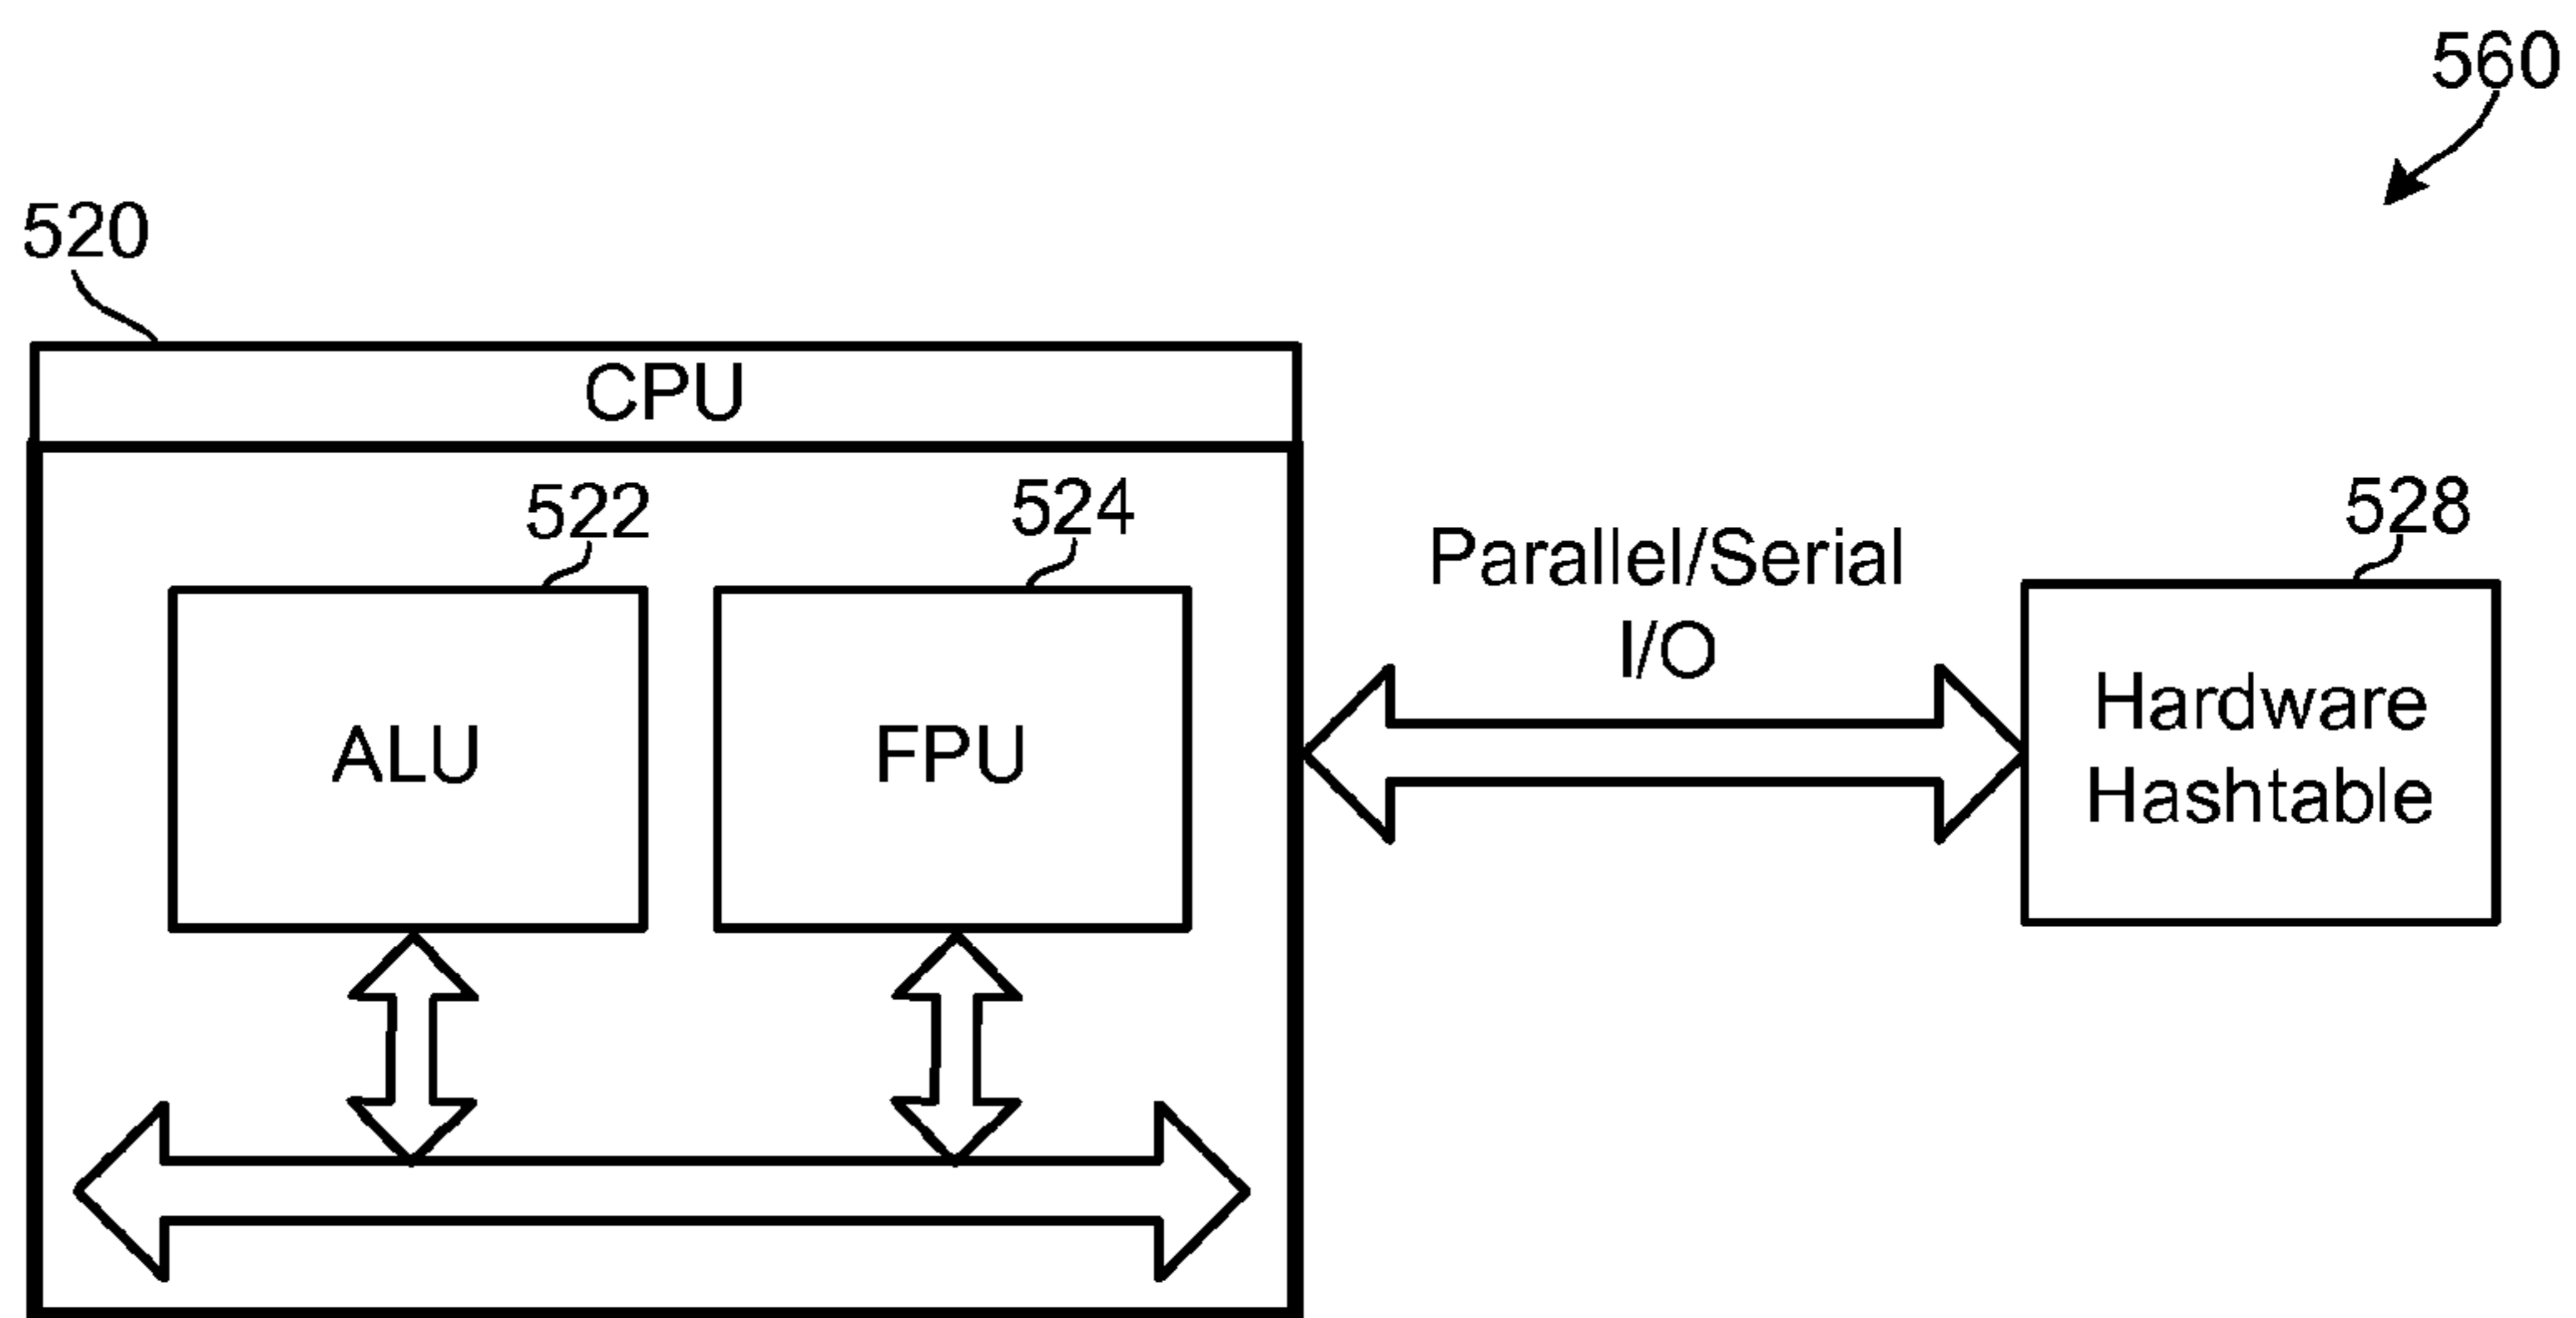 560
520
CPU
522
524
528
Parallel/Serial
I/O
ALU
FPU
Hardware
Hashtable